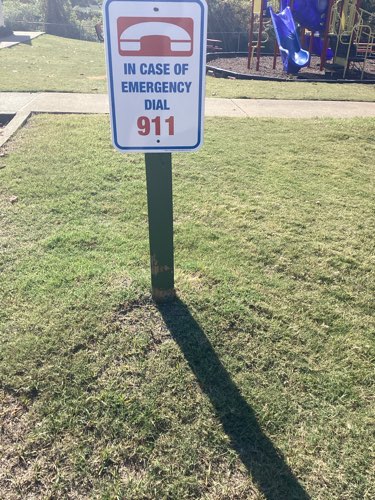 IN CASE OF
EMERGENCY
DIAL
911